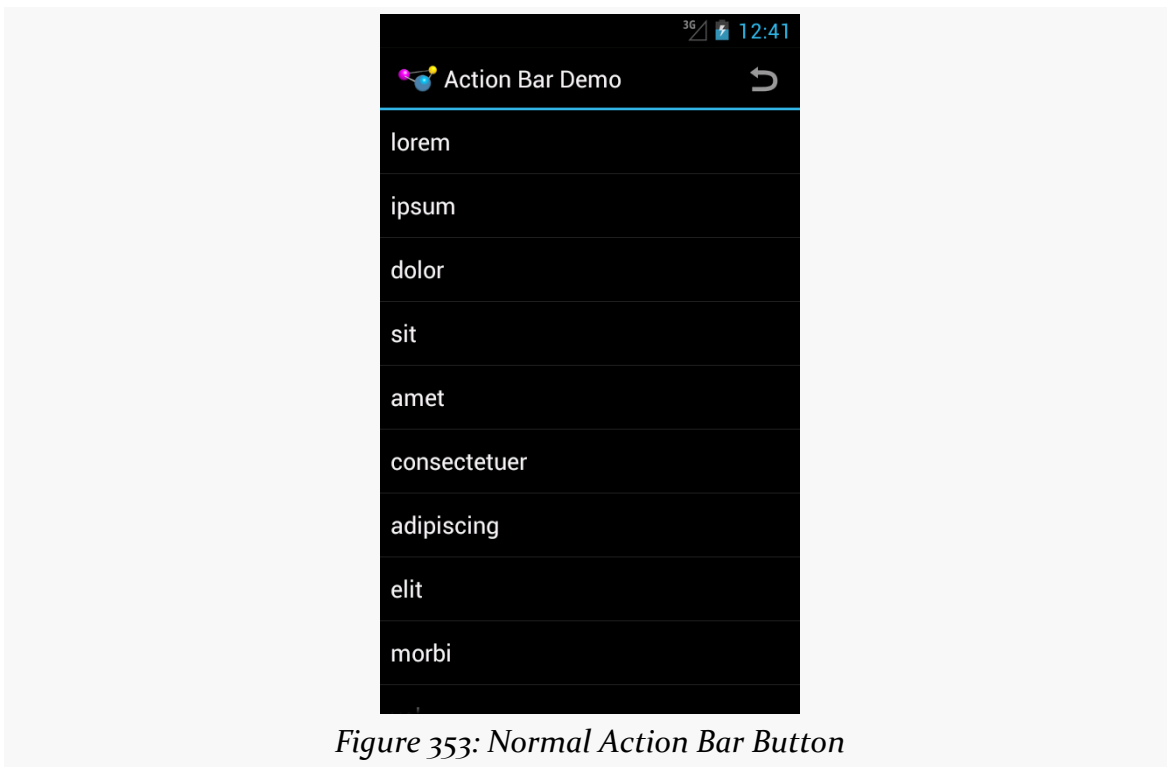 3G 12:41
Action Bar Demo
lorem
ipsum
dolor
sit
amet
consectetuer
adipiscing
elit
morbi
Figure 353: Normal Action Bar Button